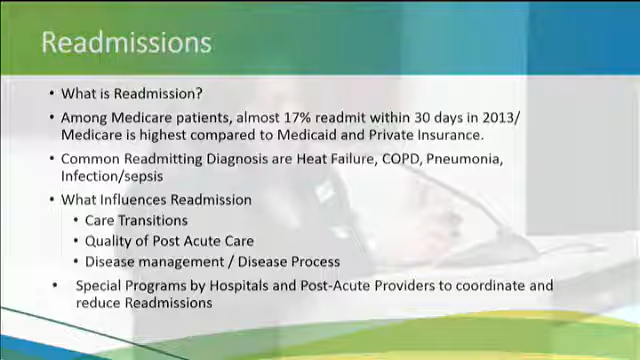 Readmissions
• What is Readmission?
• Among Medicare patients, almost 17% readmit within 30 days in 2013/
Medicare is highest compared to Medicaid and Private Insurance.
• Common Readmitting Diagnosis are Heat Failure, COPD, Pneumonia,
Infection/sepsis
• What Influences Readmission
• Care Transitions
• Quality of Post Acute Care
• Disease management / Disease Process
• Special Programs by Hospitals and Post-Acute Providers to coordinate and
reduce Readmissions